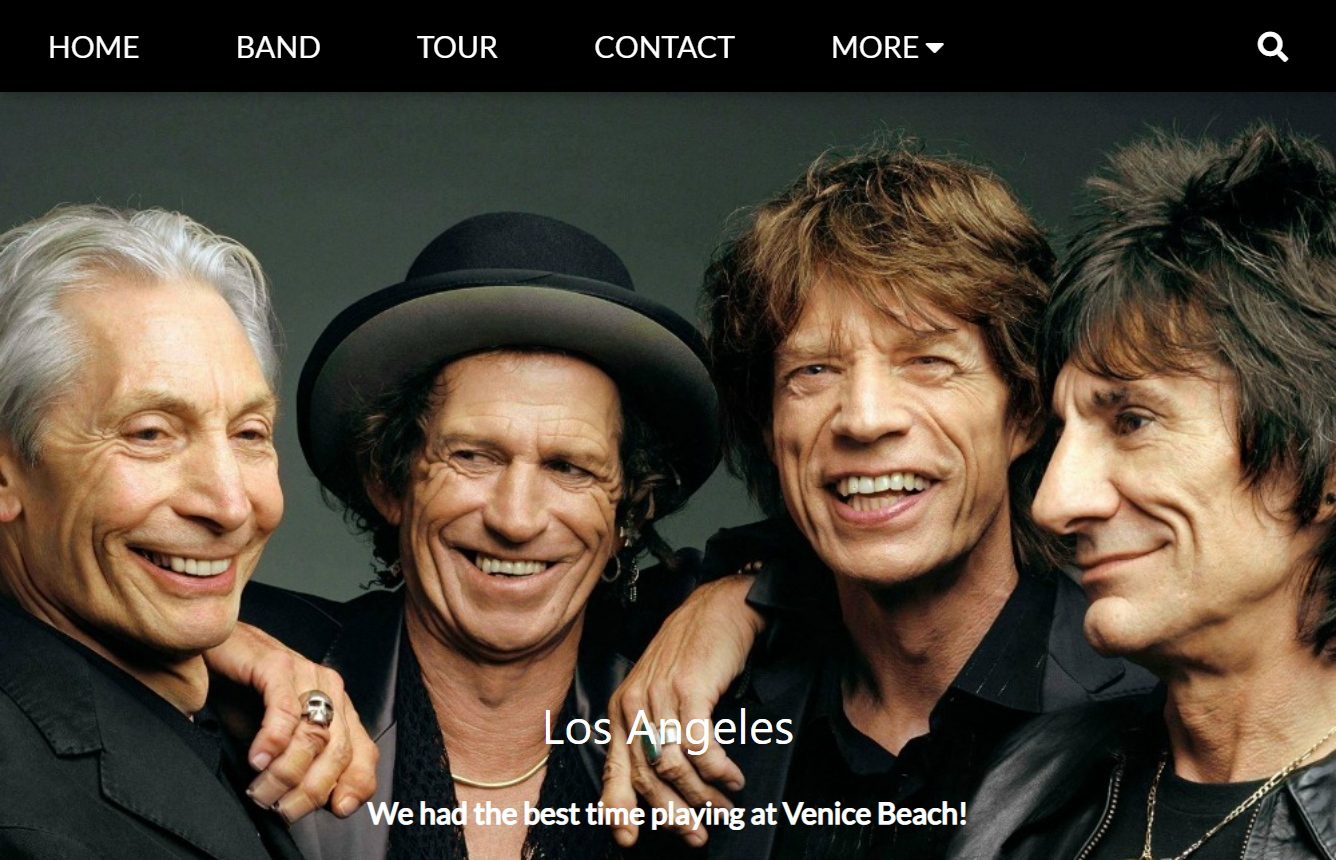 HOME BAND TOUR CONTACT MORE
Los Angeles
We had the best time playing at Venice Beach!